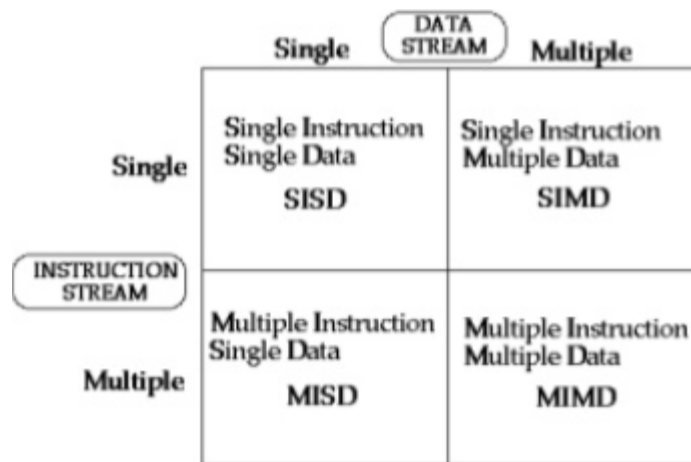 DATA
STREAM
Single
Multiple
Single
Single Instruction
Single Data
SISD
Single Instruction
Multiple Data
SIMD
INSTRUCTION
STREAM
Multiple
Multiple Instruction
Single Data
MISD
Multiple Instruction
Multiple Data
MIMD